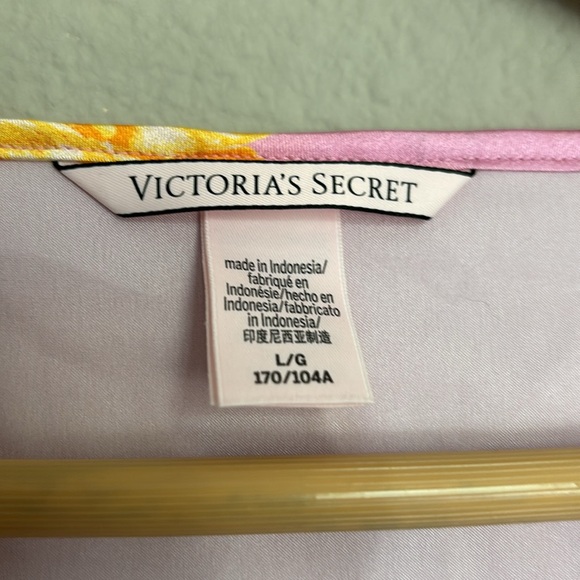 VICTORIA'S SECRET
made in Indonesia/
fabriqué en
Indonésie/hecho en
Indonesia/fabbricato
in Indonesia/
印度尼西亚制造
L/G
170/104A